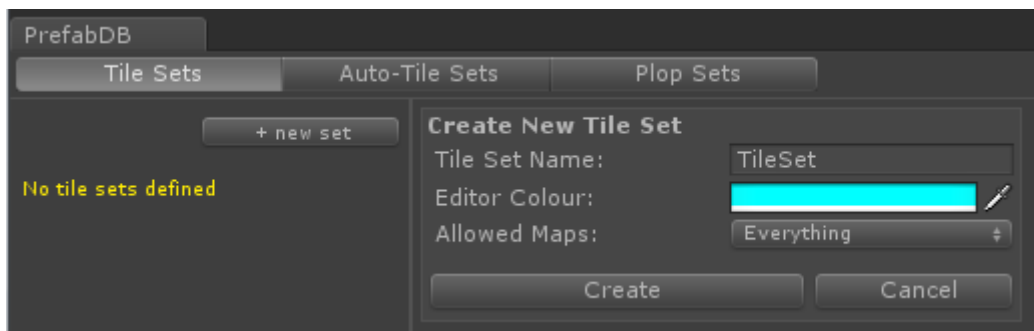 PrefabDB
Tile Sets Auto-Tile Sets Plop Sets
+ new set
No tile sets defined
Create New Tile Set
Tile Set Name: TileSet
Editor Colour:
Allowed Maps: Everything
Create Cancel